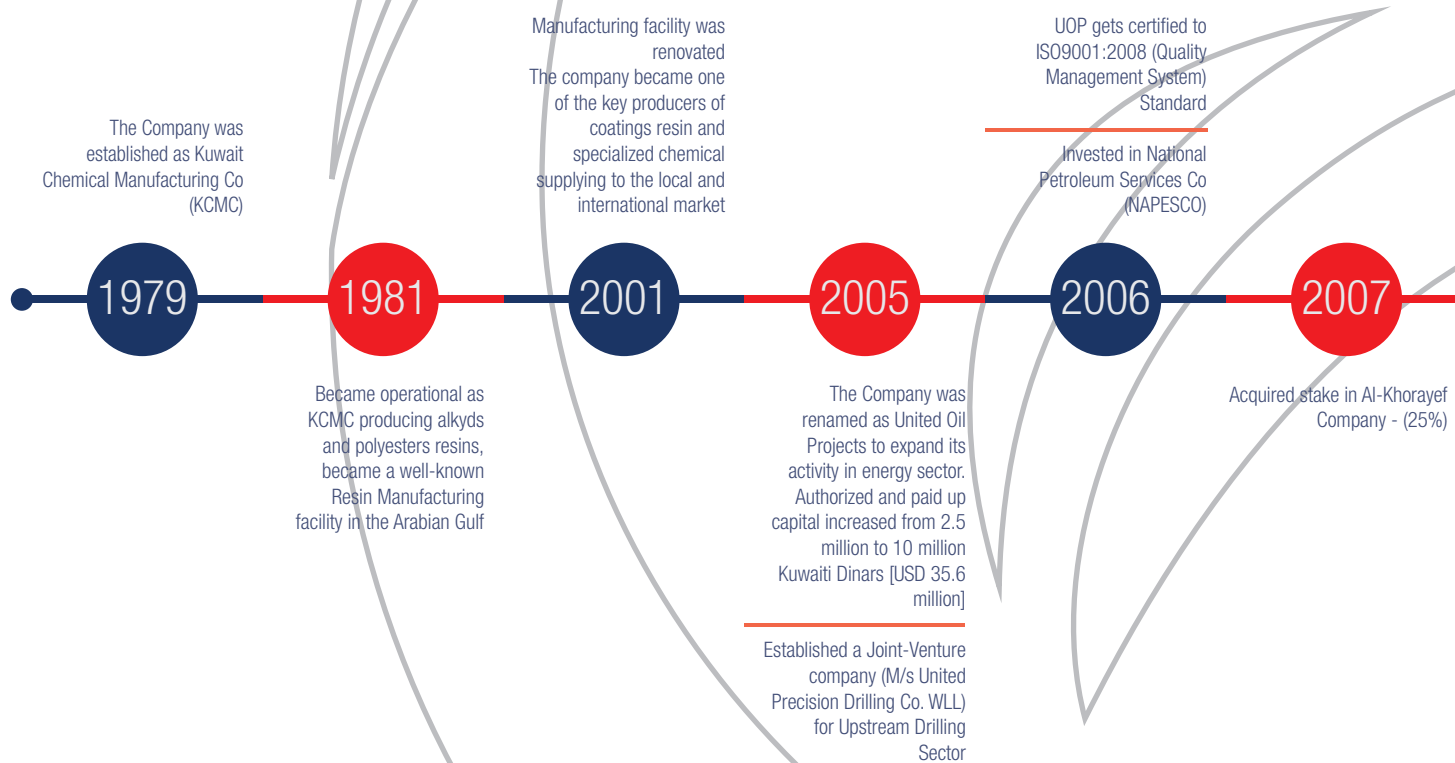 The Company was
established as Kuwait
Chemical Manufacturing Co
(KCMC)
1979
1981
Became operational as
KCMC producing alkyds
and polyesters resins,
became a well-known
Resin Manufacturing
facility in the Arabian Gulf
Manufacturing facility was
renovated
The company became one
of the key producers of
coatings resin and
specialized chemical
supplying to the local and
international market
2001
2005
The Company was
renamed as United Oil
Projects to expand its
activity in energy sector.
Authorized and paid up
capital increased from 2.5
million to 10 million
Kuwaiti Dinars [USD 35.6
million]
Established a Joint-Venture
company (M/s United
Precision Drilling Co. WLL)
for Upstream Drilling
Sector
UOP gets certified to
ISO9001:2008 (Quality
Management System)
Standard
Invested in National
Petroleum Services Co
(NAPESCO)
2006
2007
Acquired stake in Al-Khorayef
Company - (25%)